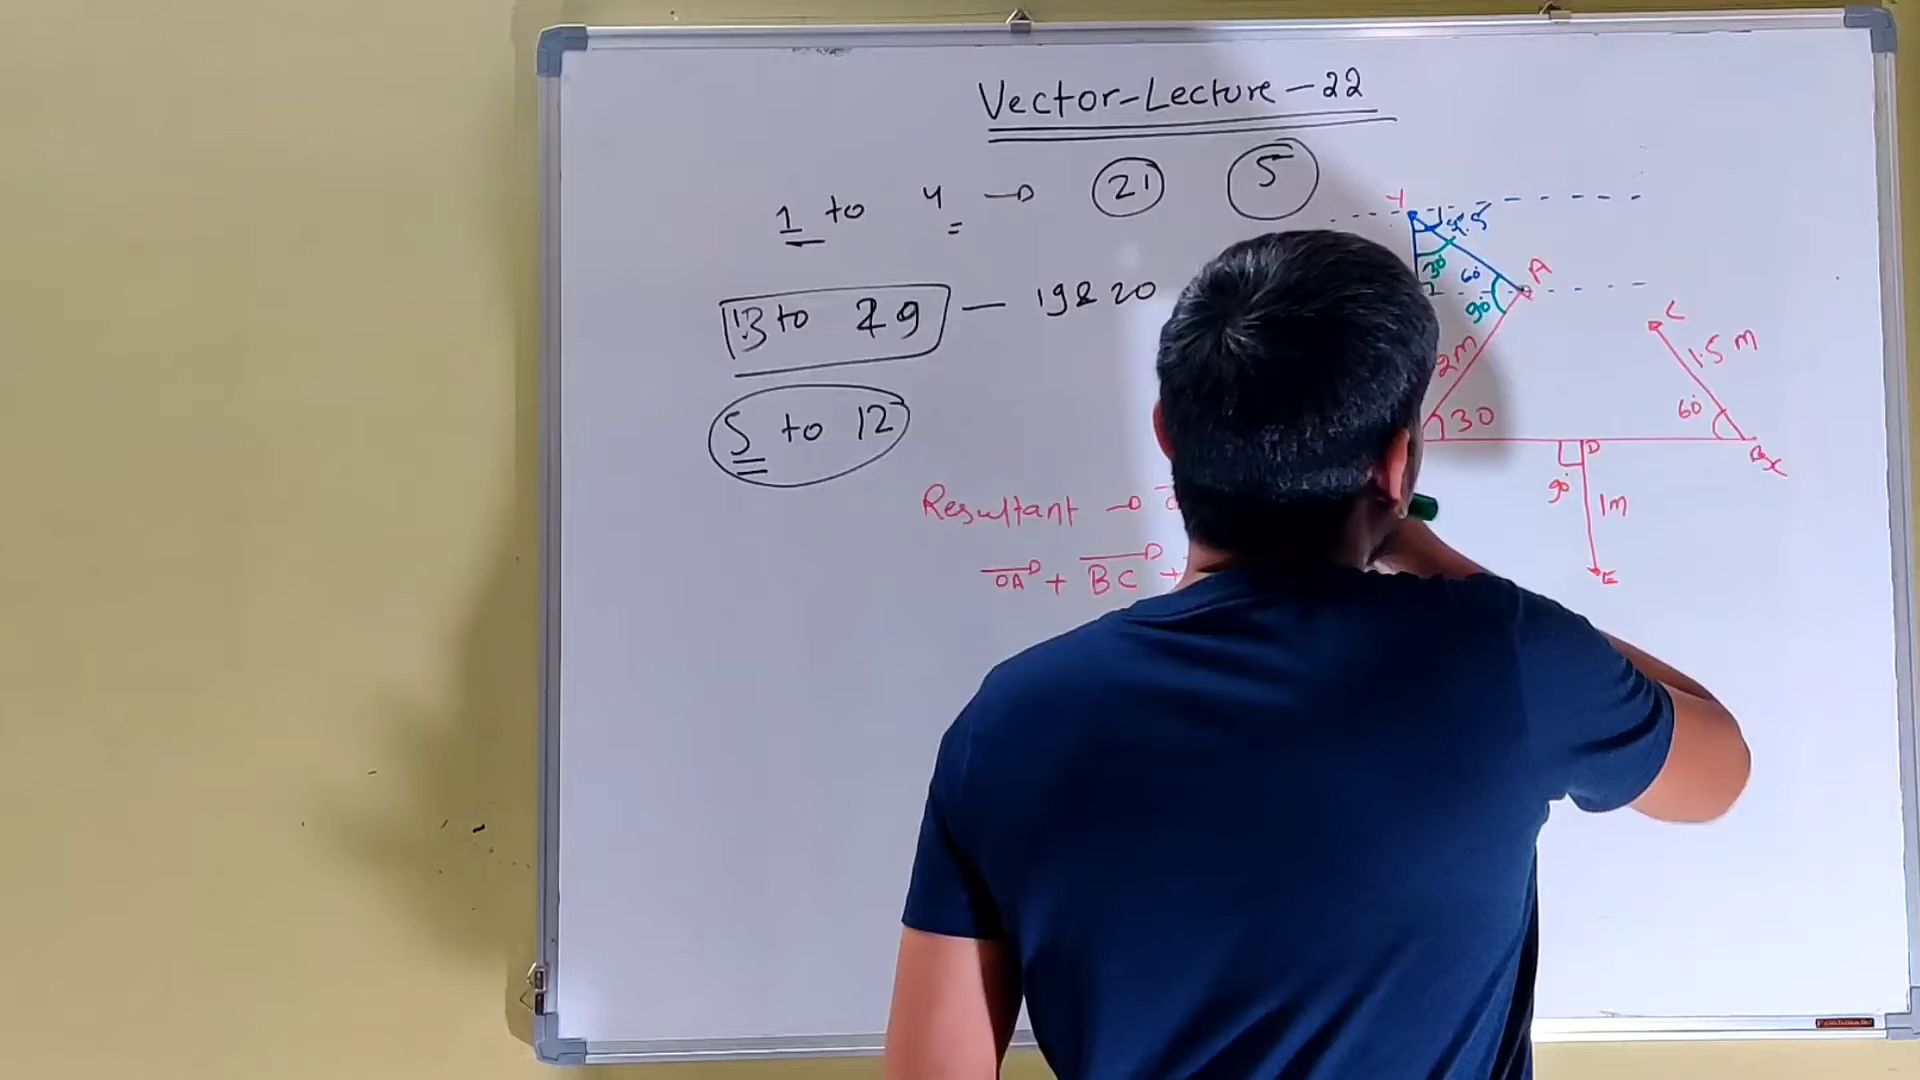 Vector-Lecture-22
1 to 4 → 21 5
13 to 29 — 19 & 20
5 to 12
Resultant →
OA + BC +
Y
30°
60°
A
90°
2m
30
C
1.5 m
60°
D
90°
1m
E
B
X